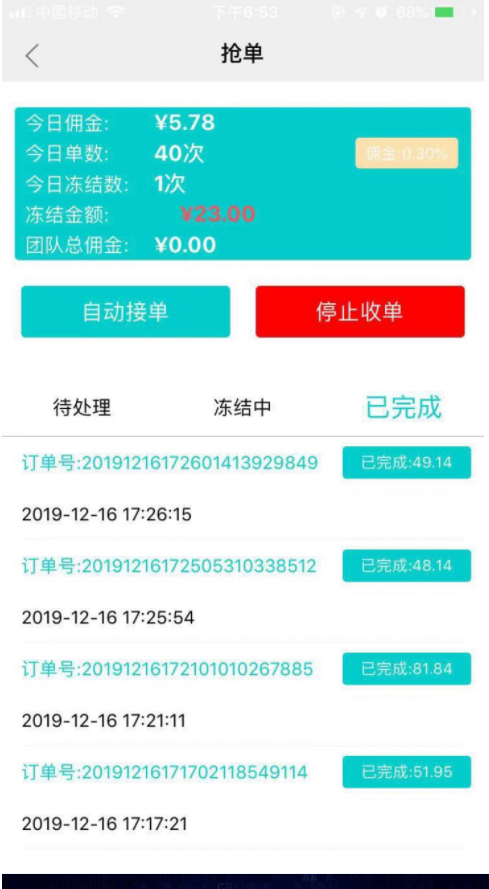 中国移动 下午6:53 68%
抢单
今日佣金: ¥5.78
今日单数: 40次 佣金:0.30%
今日冻结数: 1次
冻结金额: ¥23.00
团队总佣金: ¥0.00
自动接单 停止收单
待处理 冻结中 已完成
订单号:20191216172601413929849 已完成:49.14
2019-12-16 17:26:15
订单号:20191216172505310338512 已完成:48.14
2019-12-16 17:25:54
订单号:20191216172101010267885 已完成:81.84
2019-12-16 17:21:11
订单号:20191216171702118549114 已完成:51.95
2019-12-16 17:17:21